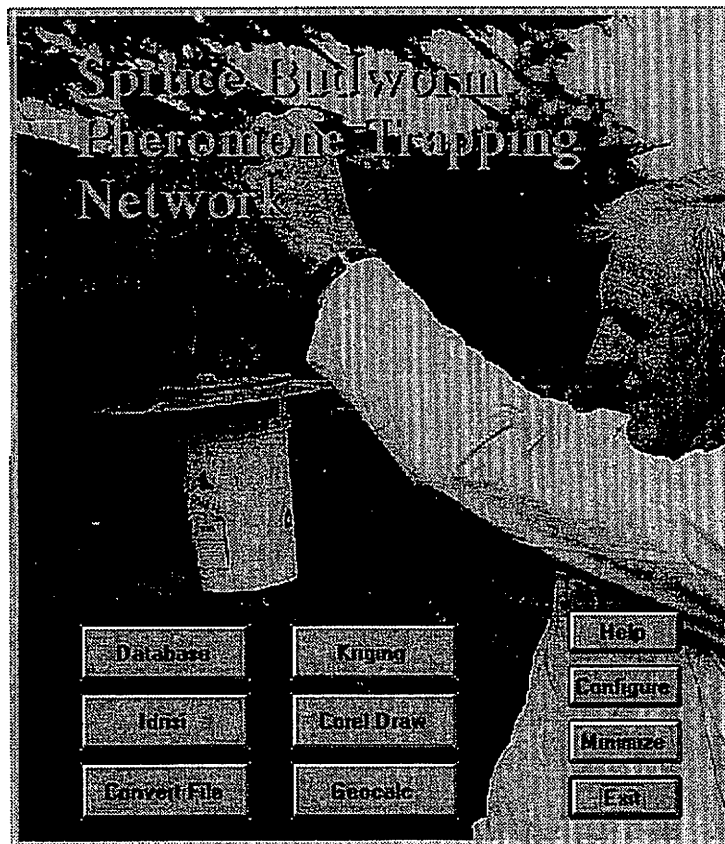 Spruce Budworm
Pheromone Trapping
Network
Database
Kriging
Help
Configure
Idrisi
Corel Draw
Minimize
Convert File
Geocalc
Exit